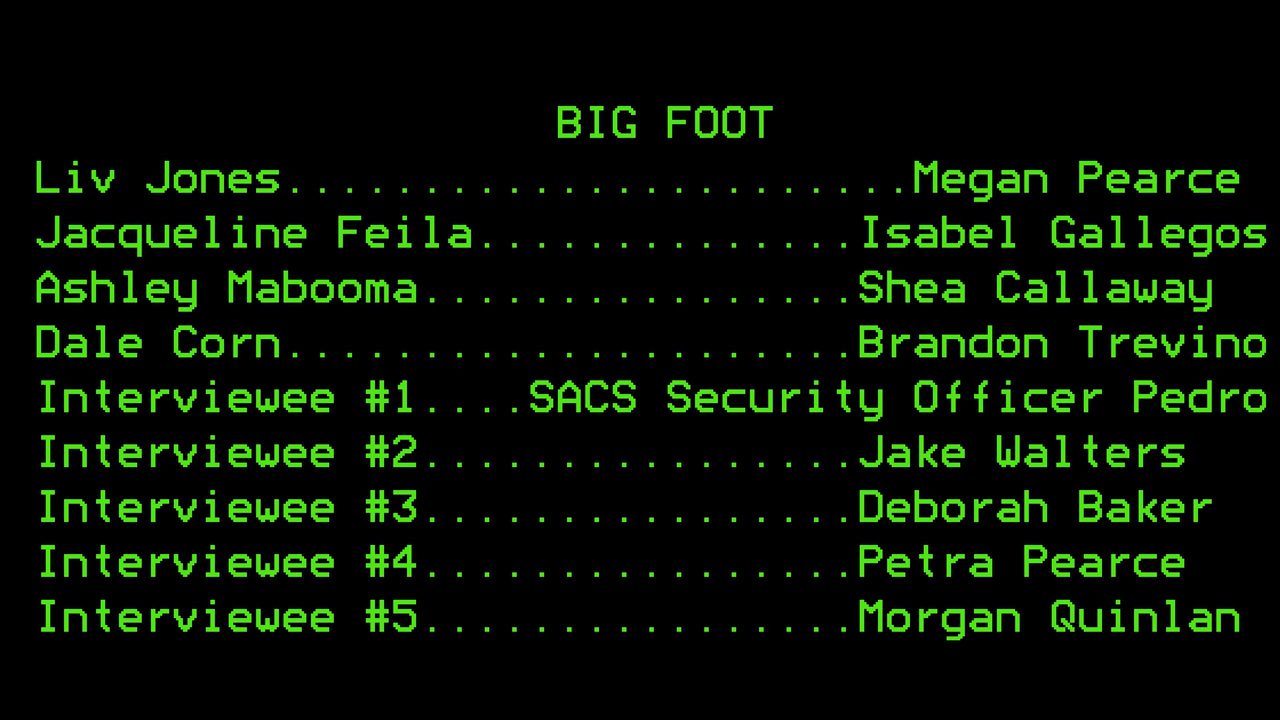 BIG FOOT
Liv Jones.......................Megan Pearce
Jacqueline Feila..............Isabel Gallegos
Ashley Mabooma................Shea Callaway
Dale Corn.....................Brandon Trevino
Interviewee #1....SACS Security Officer Pedro
Interviewee #2................Jake Walters
Interviewee #3................Deborah Baker
Interviewee #4................Petra Pearce
Interviewee #5................Morgan Quinlan